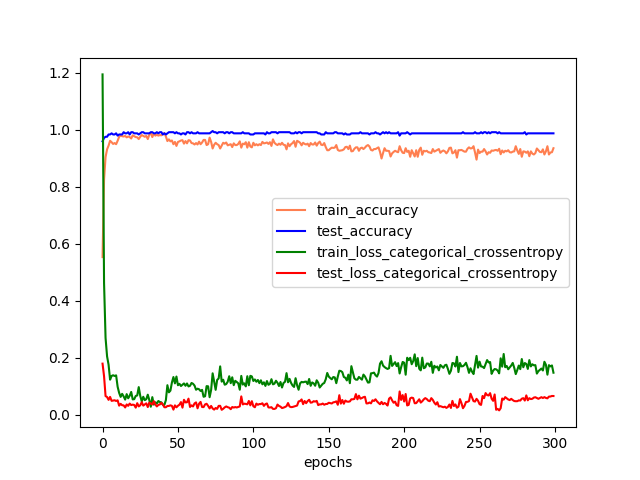 1.2
1.0
0.8
0.6
0.4
0.2
0.0
train_accuracy
test_accuracy
train_loss_categorical_crossentropy
test_loss_categorical_crossentropy
0 50 100 150 200 250 300
epochs